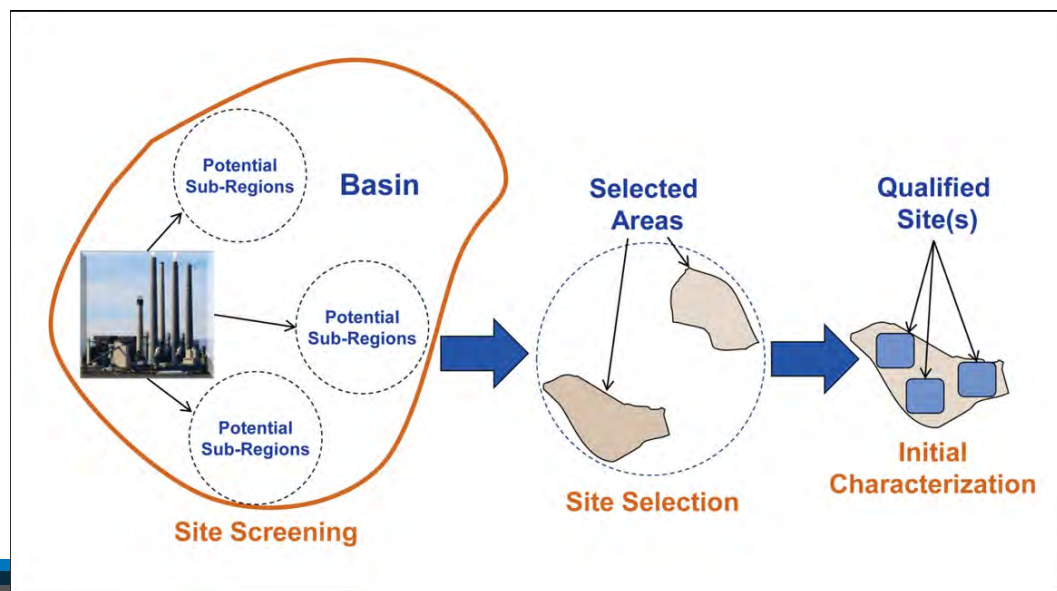 Potential
Sub-Regions
Basin
Potential
Sub-Regions
Potential
Sub-Regions
Site Screening
Selected
Areas
Site Selection
Qualified
Site(s)
Initial
Characterization